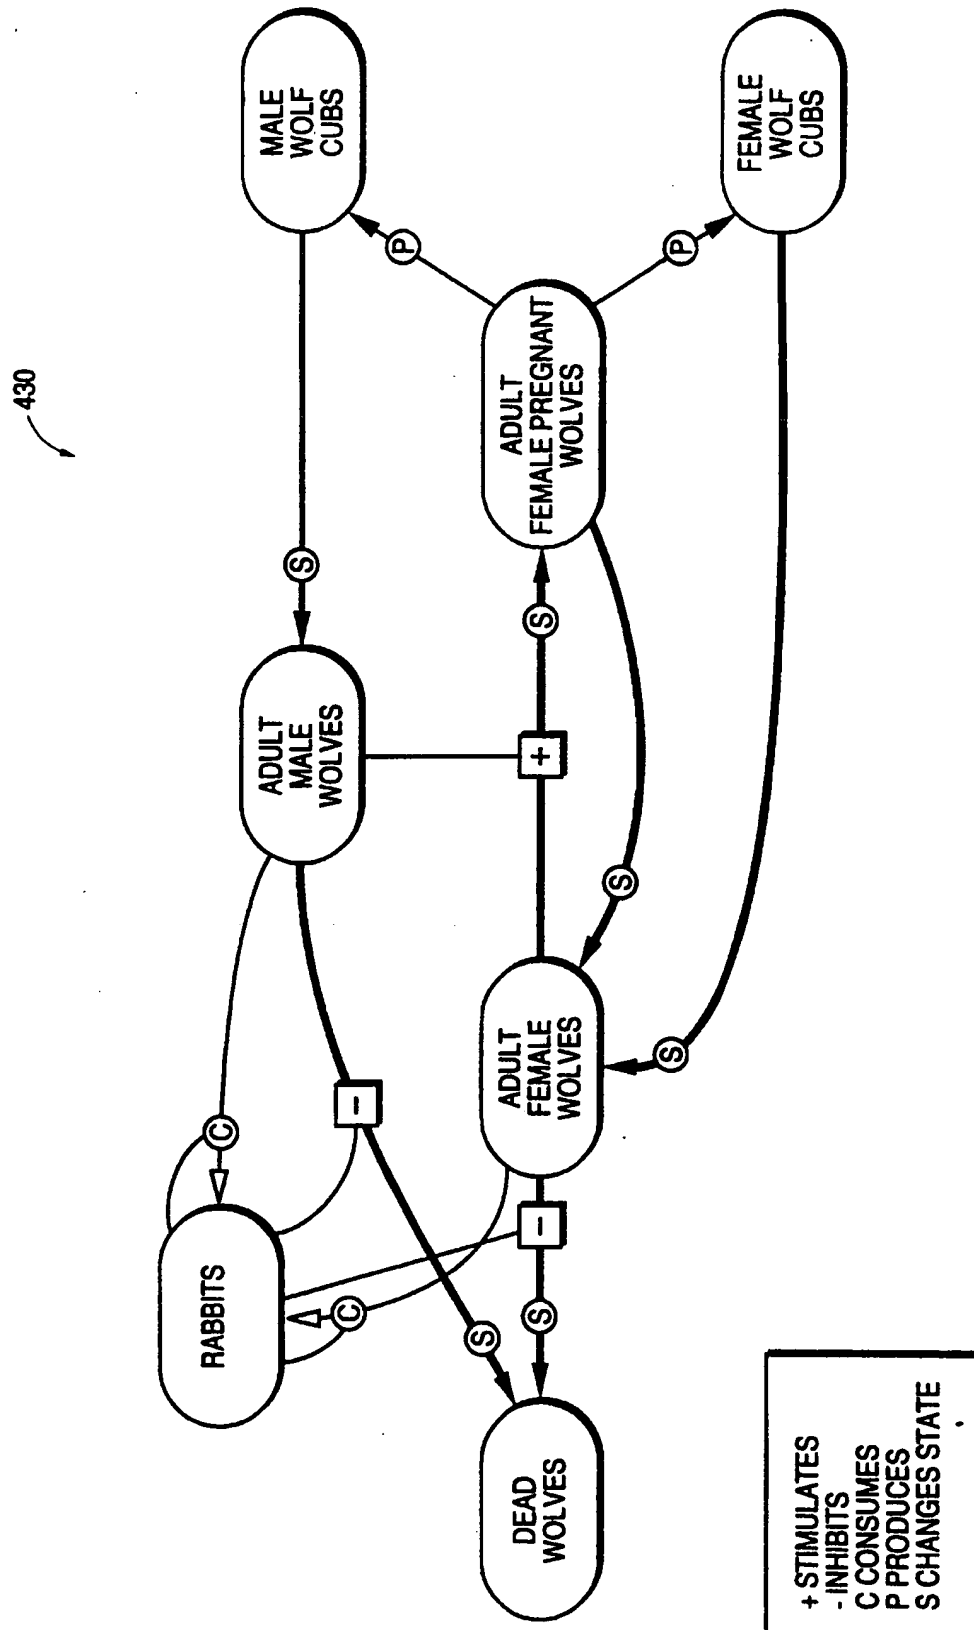 430
RABBITS
DEAD
WOLVES
ADULT
MALE
WOLVES
ADULT
FEMALE
WOLVES
ADULT
FEMALE PREGNANT
WOLVES
MALE
WOLF
CUBS
FEMALE
WOLF
CUBS
C
C
-
-
S
S
+
S
S
S
S
P
P
+ STIMULATES
- INHIBITS
C CONSUMES
P PRODUCES
S CHANGES STATE